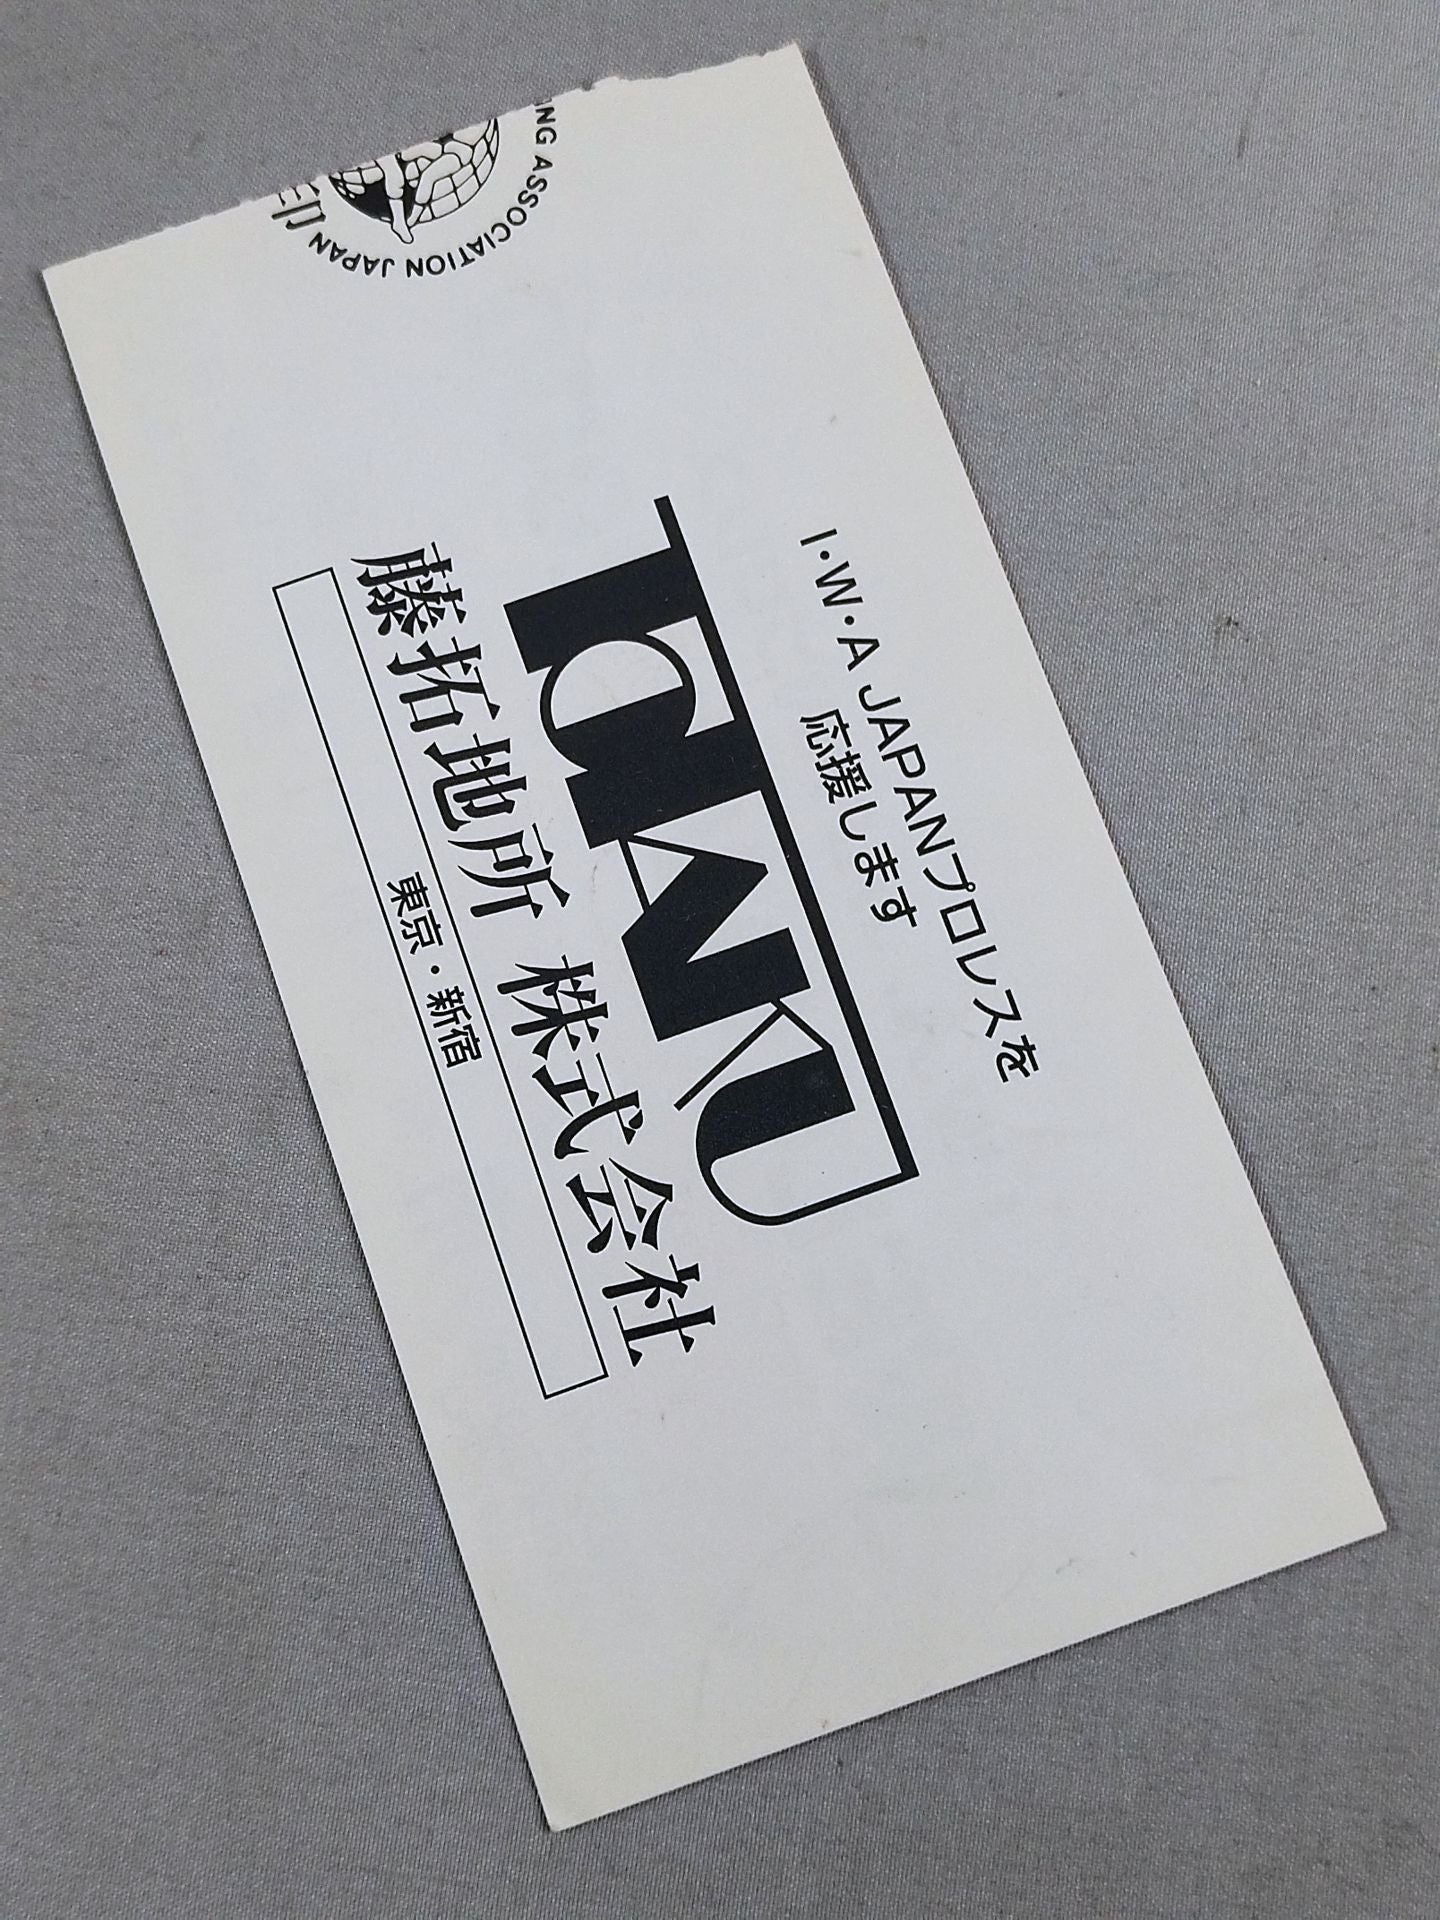 I・W・A JAPANプロレスを
応援します
TaKU
藤拓地所 株式会社
東京・新宿
ASSOCIATION JAPAN